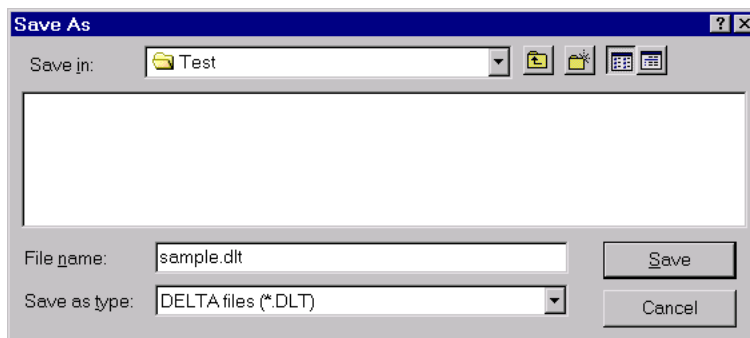 Save As
Save in: Test
File name: sample.dlt Save
Save as type: DELTA files (*.DLT) Cancel